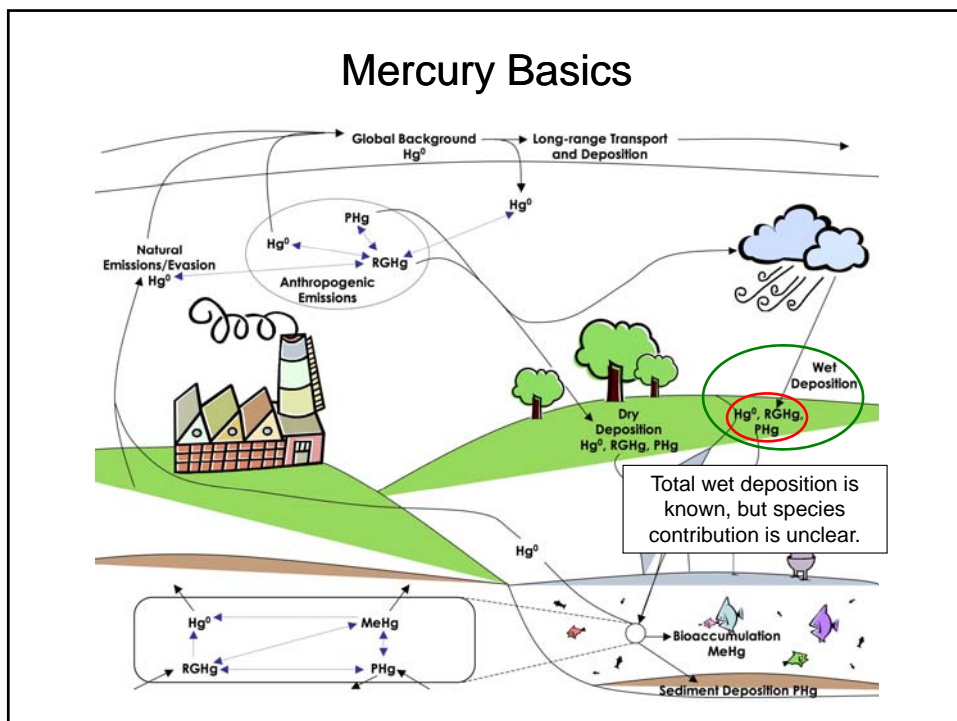 Mercury Basics
Global Background
Hg⁰
Long-range Transport
and Deposition
Hg⁰
PHg
Hg⁰
RGHg
Anthropogenic
Emissions
Natural
Emissions/Evasion
Hg⁰
Wet
Deposition
Hg⁰, RGHg,
PHg
Dry
Deposition
Hg⁰, RGHg, PHg
Total wet deposition is
known, but species
contribution is unclear.
Hg⁰
Hg⁰
MeHg
RGHg
PHg
Bioaccumulation
MeHg
Sediment Deposition PHg